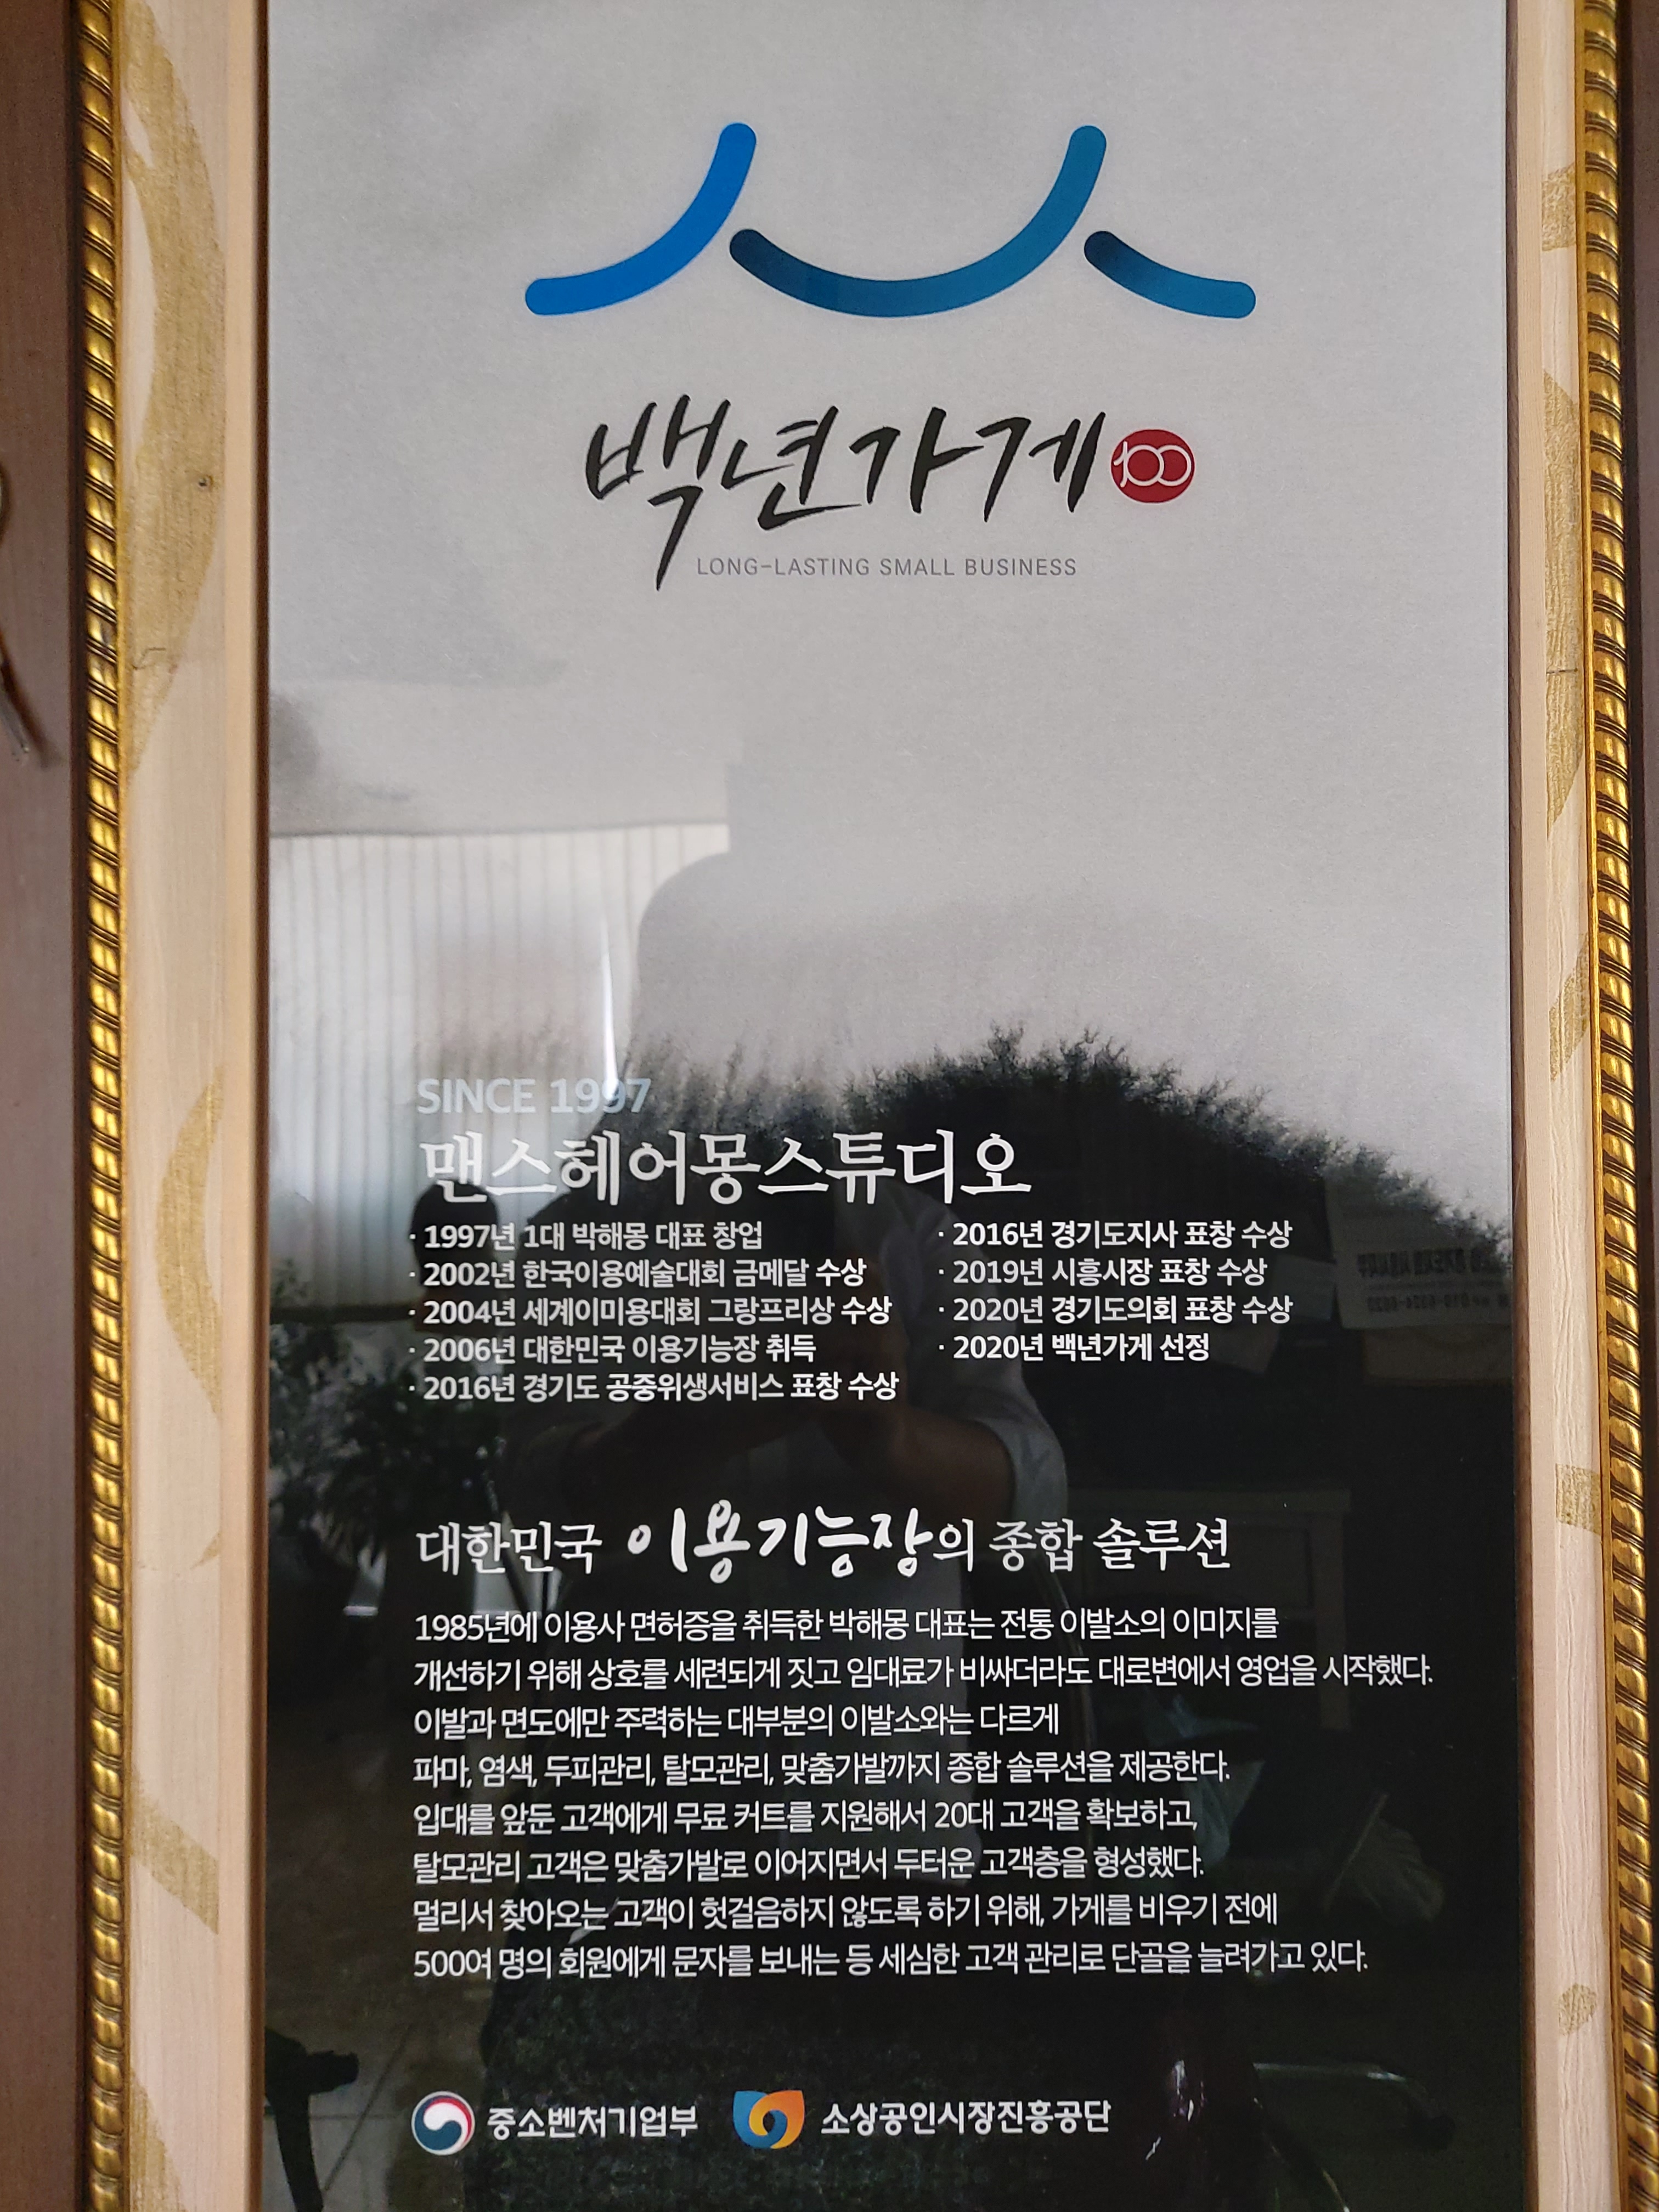 백년가게 100
LONG-LASTING SMALL BUSINESS
SINCE 1997
맨스헤어몽스튜디오
· 1997년 1대 박해몽 대표 창업
· 2002년 한국이용예술대회 금메달 수상
· 2004년 세계이미용대회 그랑프리상 수상
· 2006년 대한민국 이용기능장 취득
· 2016년 경기도 공중위생서비스 표창 수상
· 2016년 경기도지사 표창 수상
· 2019년 시흥시장 표창 수상
· 2020년 경기도의회 표창 수상
· 2020년 백년가게 선정
대한민국 이용기능장의 종합 솔루션
1985년에 이용사 면허증을 취득한 박해몽 대표는 전통 이발소의 이미지를
개선하기 위해 상호를 세련되게 짓고 임대료가 비싸더라도 대로변에서 영업을 시작했다.
이발과 면도에만 주력하는 대부분의 이발소와는 다르게
파마, 염색, 두피관리, 탈모관리, 맞춤가발까지 종합 솔루션을 제공한다.
입대를 앞둔 고객에게 무료 커트를 지원해서 20대 고객을 확보하고,
탈모관리 고객은 맞춤가발로 이어지면서 두터운 고객층을 형성했다.
멀리서 찾아오는 고객이 헛걸음하지 않도록 하기 위해, 가게를 비우기 전에
500여 명의 회원에게 문자를 보내는 등 세심한 고객 관리로 단골을 늘려가고 있다.
중소벤처기업부
소상공인시장진흥공단